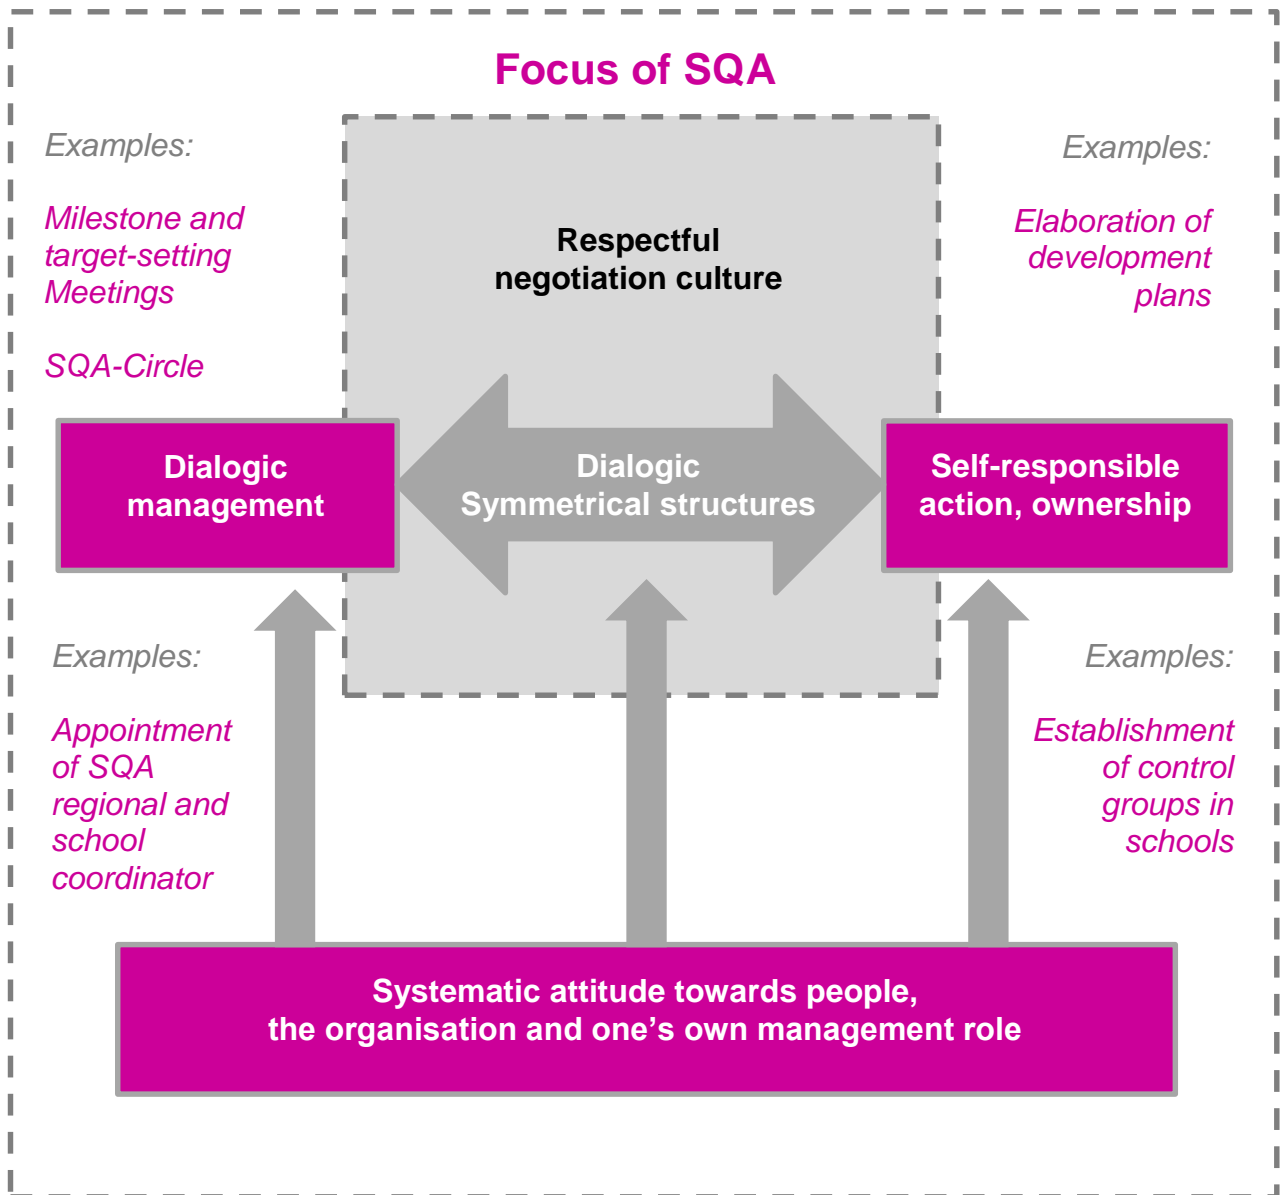 Focus of SQA
Examples:
Milestone and
target-setting
Meetings
SQA-Circle
Respectful
negotiation culture
Examples:
Elaboration of
development
plans
Dialogic
management
Dialogic
Symmetrical structures
Self-responsible
action, ownership
Examples:
Appointment
of SQA
regional and
school
coordinator
Examples:
Establishment
of control
groups in
schools
Systematic attitude towards people,
the organisation and one's own management role